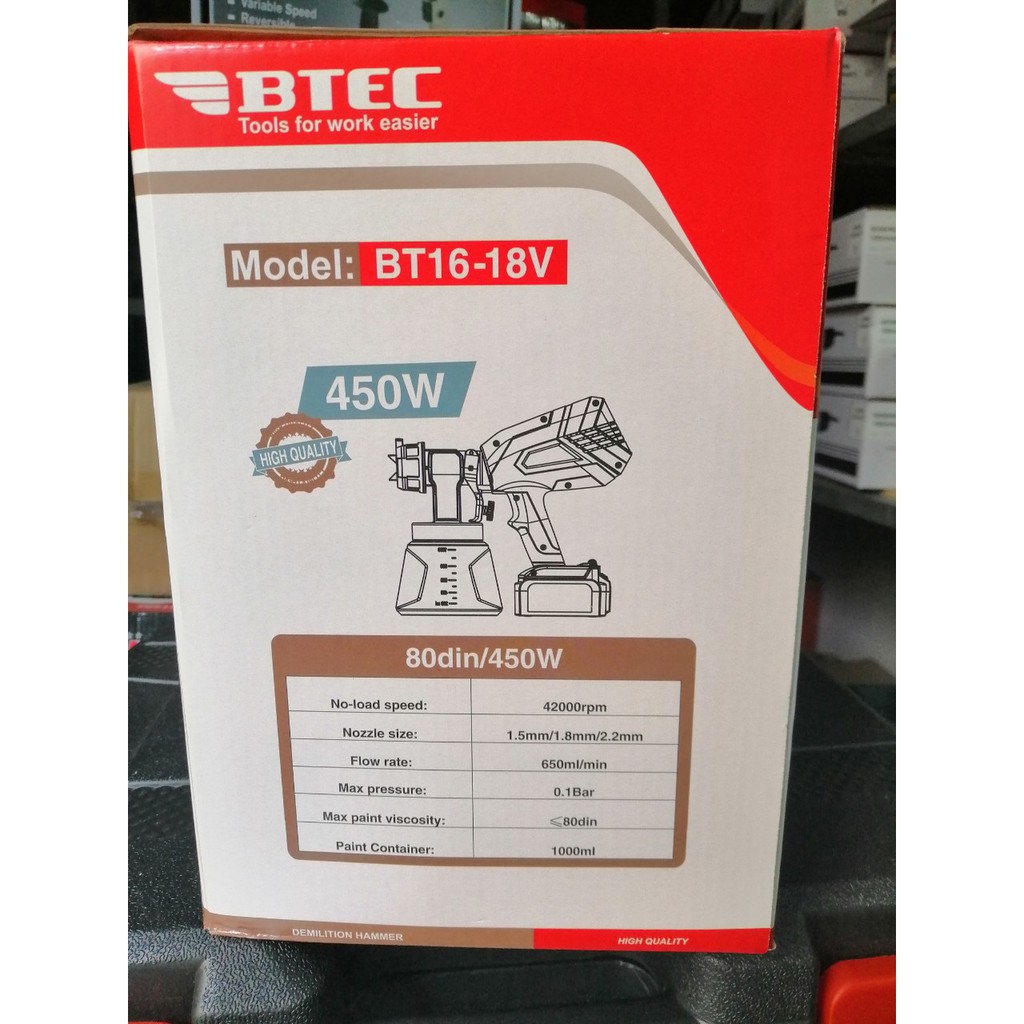 Variable Speed
Reversible
BTEC
Tools for work easier
Model: BT16-18V
450W
HIGH QUALITY
80din/450W
No-load speed: 42000rpm
Nozzle size: 1.5mm/1.8mm/2.2mm
Flow rate: 650ml/min
Max pressure: 0.1Bar
Max paint viscosity: ≤80din
Paint Container: 1000ml
DEMILITION HAMMER
HIGH QUALITY